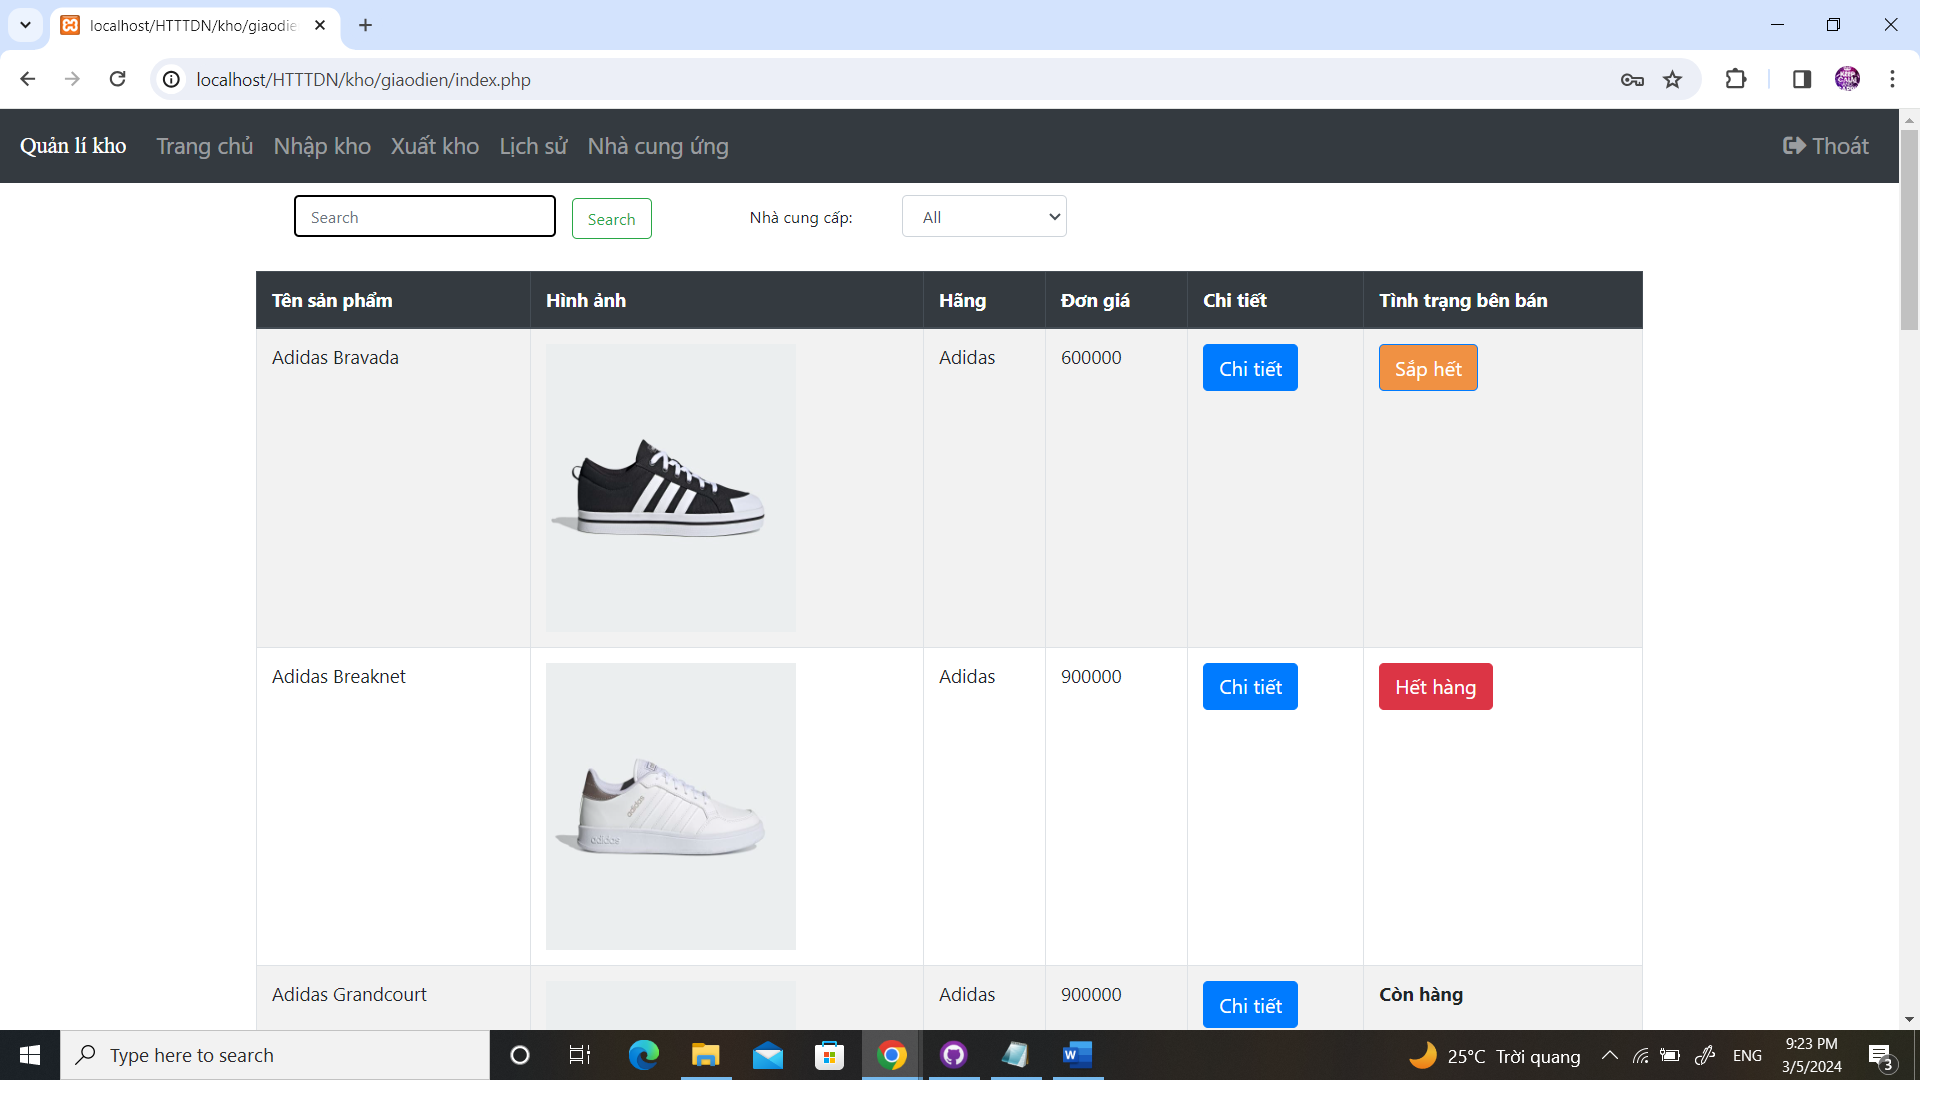 localhost/HTTTDN/kho/giaodie
localhost/HTTTDN/kho/giaodien/index.php
Quản lí kho Trang chủ Nhập kho Xuất kho Lịch sử Nhà cung ứng Thoát
Search Search Nhà cung cấp: All
Tên sản phẩm Hình ảnh Hãng Đơn giá Chi tiết Tình trạng bên bán
Adidas Bravada Adidas 600000 Chi tiết Sắp hết
Adidas Breaknet Adidas 900000 Chi tiết Hết hàng
adidas
adidas
Adidas Grandcourt Adidas 900000 Chi tiết Còn hàng
Type here to search 25°C Trời quang ENG 9:23 PM
3/5/2024
3